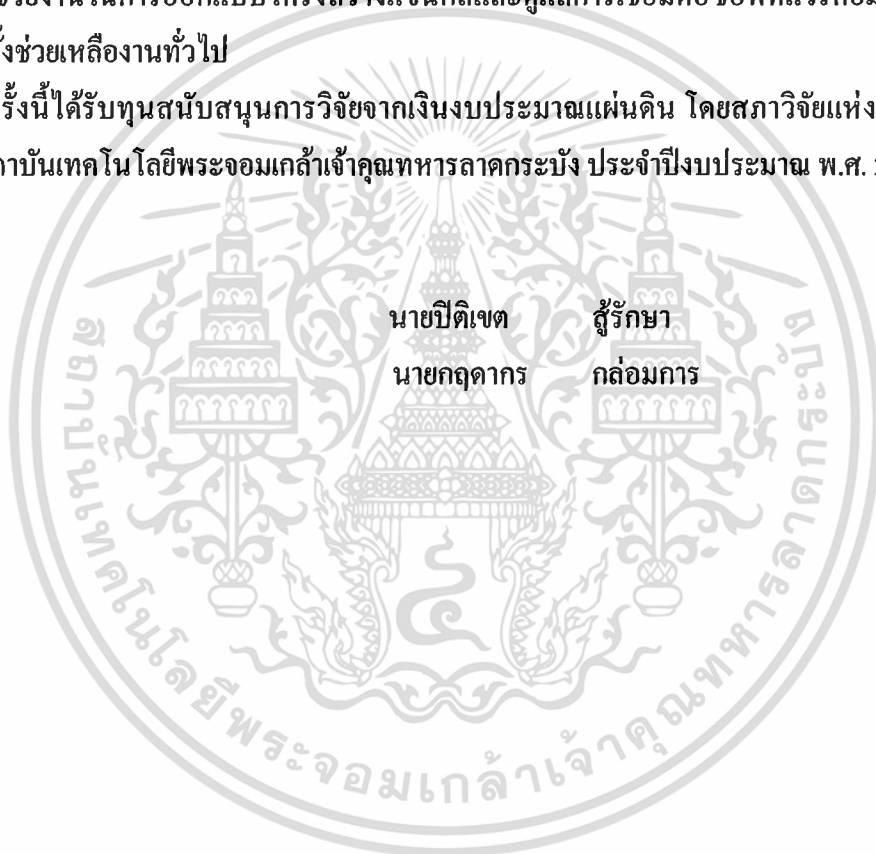 ั้งช่วยเหลืองานทั่วไป
รั้งนี้ได้รับทุนสนับสนุนการวิจัยจากเงินงบประมาณแผ่นดิน โดยสภาวิจัยแห่ง
าบันเทคโนโลยีพระจอมเกล้าเจ้าคุณทหารลาดกระบัง ประจำปีงบประมาณ พ.ศ.
นายปิติเขต สู้รักษา
นายกฤดากร กล่อมการ
สถาบันเทคโนโลยีพระจอมเกล้าเจ้าคุณทหารลาดกระบัง